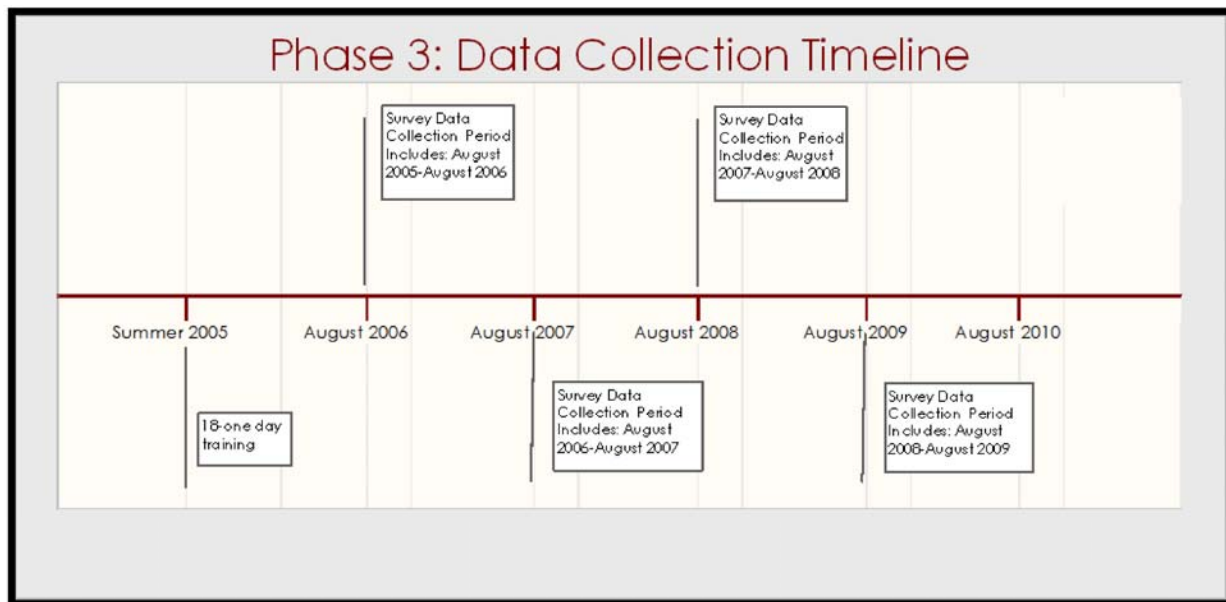 Phase 3: Data Collection Timeline
Survey Data
Collection Period
Includes: August
2005-August 2006
Survey Data
Collection Period
Includes: August
2007-August 2008
Summer 2005
August 2006
August 2007
August 2008
August 2009
August 2010
18-one day
training
Survey Data
Collection Period
Includes: August
2006-August 2007
Survey Data
Collection Period
Includes: August
2008-August 2009